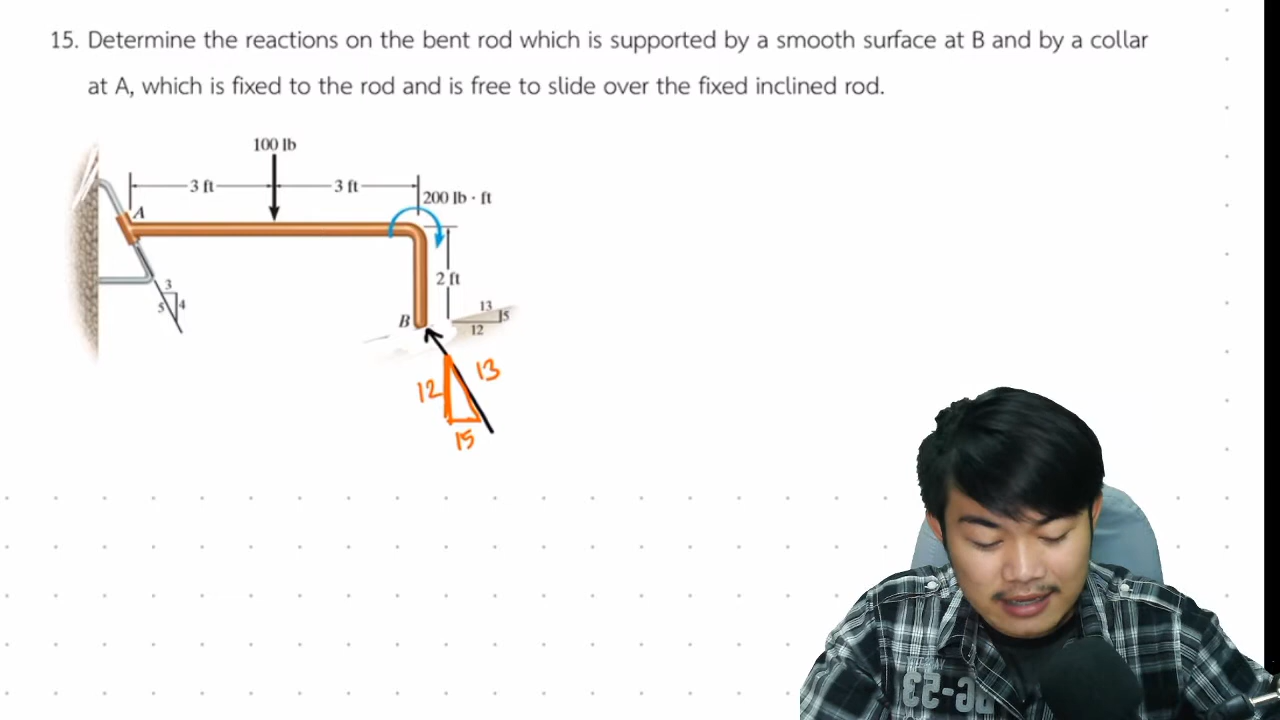 15. Determine the reactions on the bent rod which is supported by a smooth surface at B and by a collar
at A, which is fixed to the rod and is free to slide over the fixed inclined rod.
100 lb
3 ft
3 ft
200 lb · ft
A
2 ft
3
5
4
B
13
5
12
12
13
15